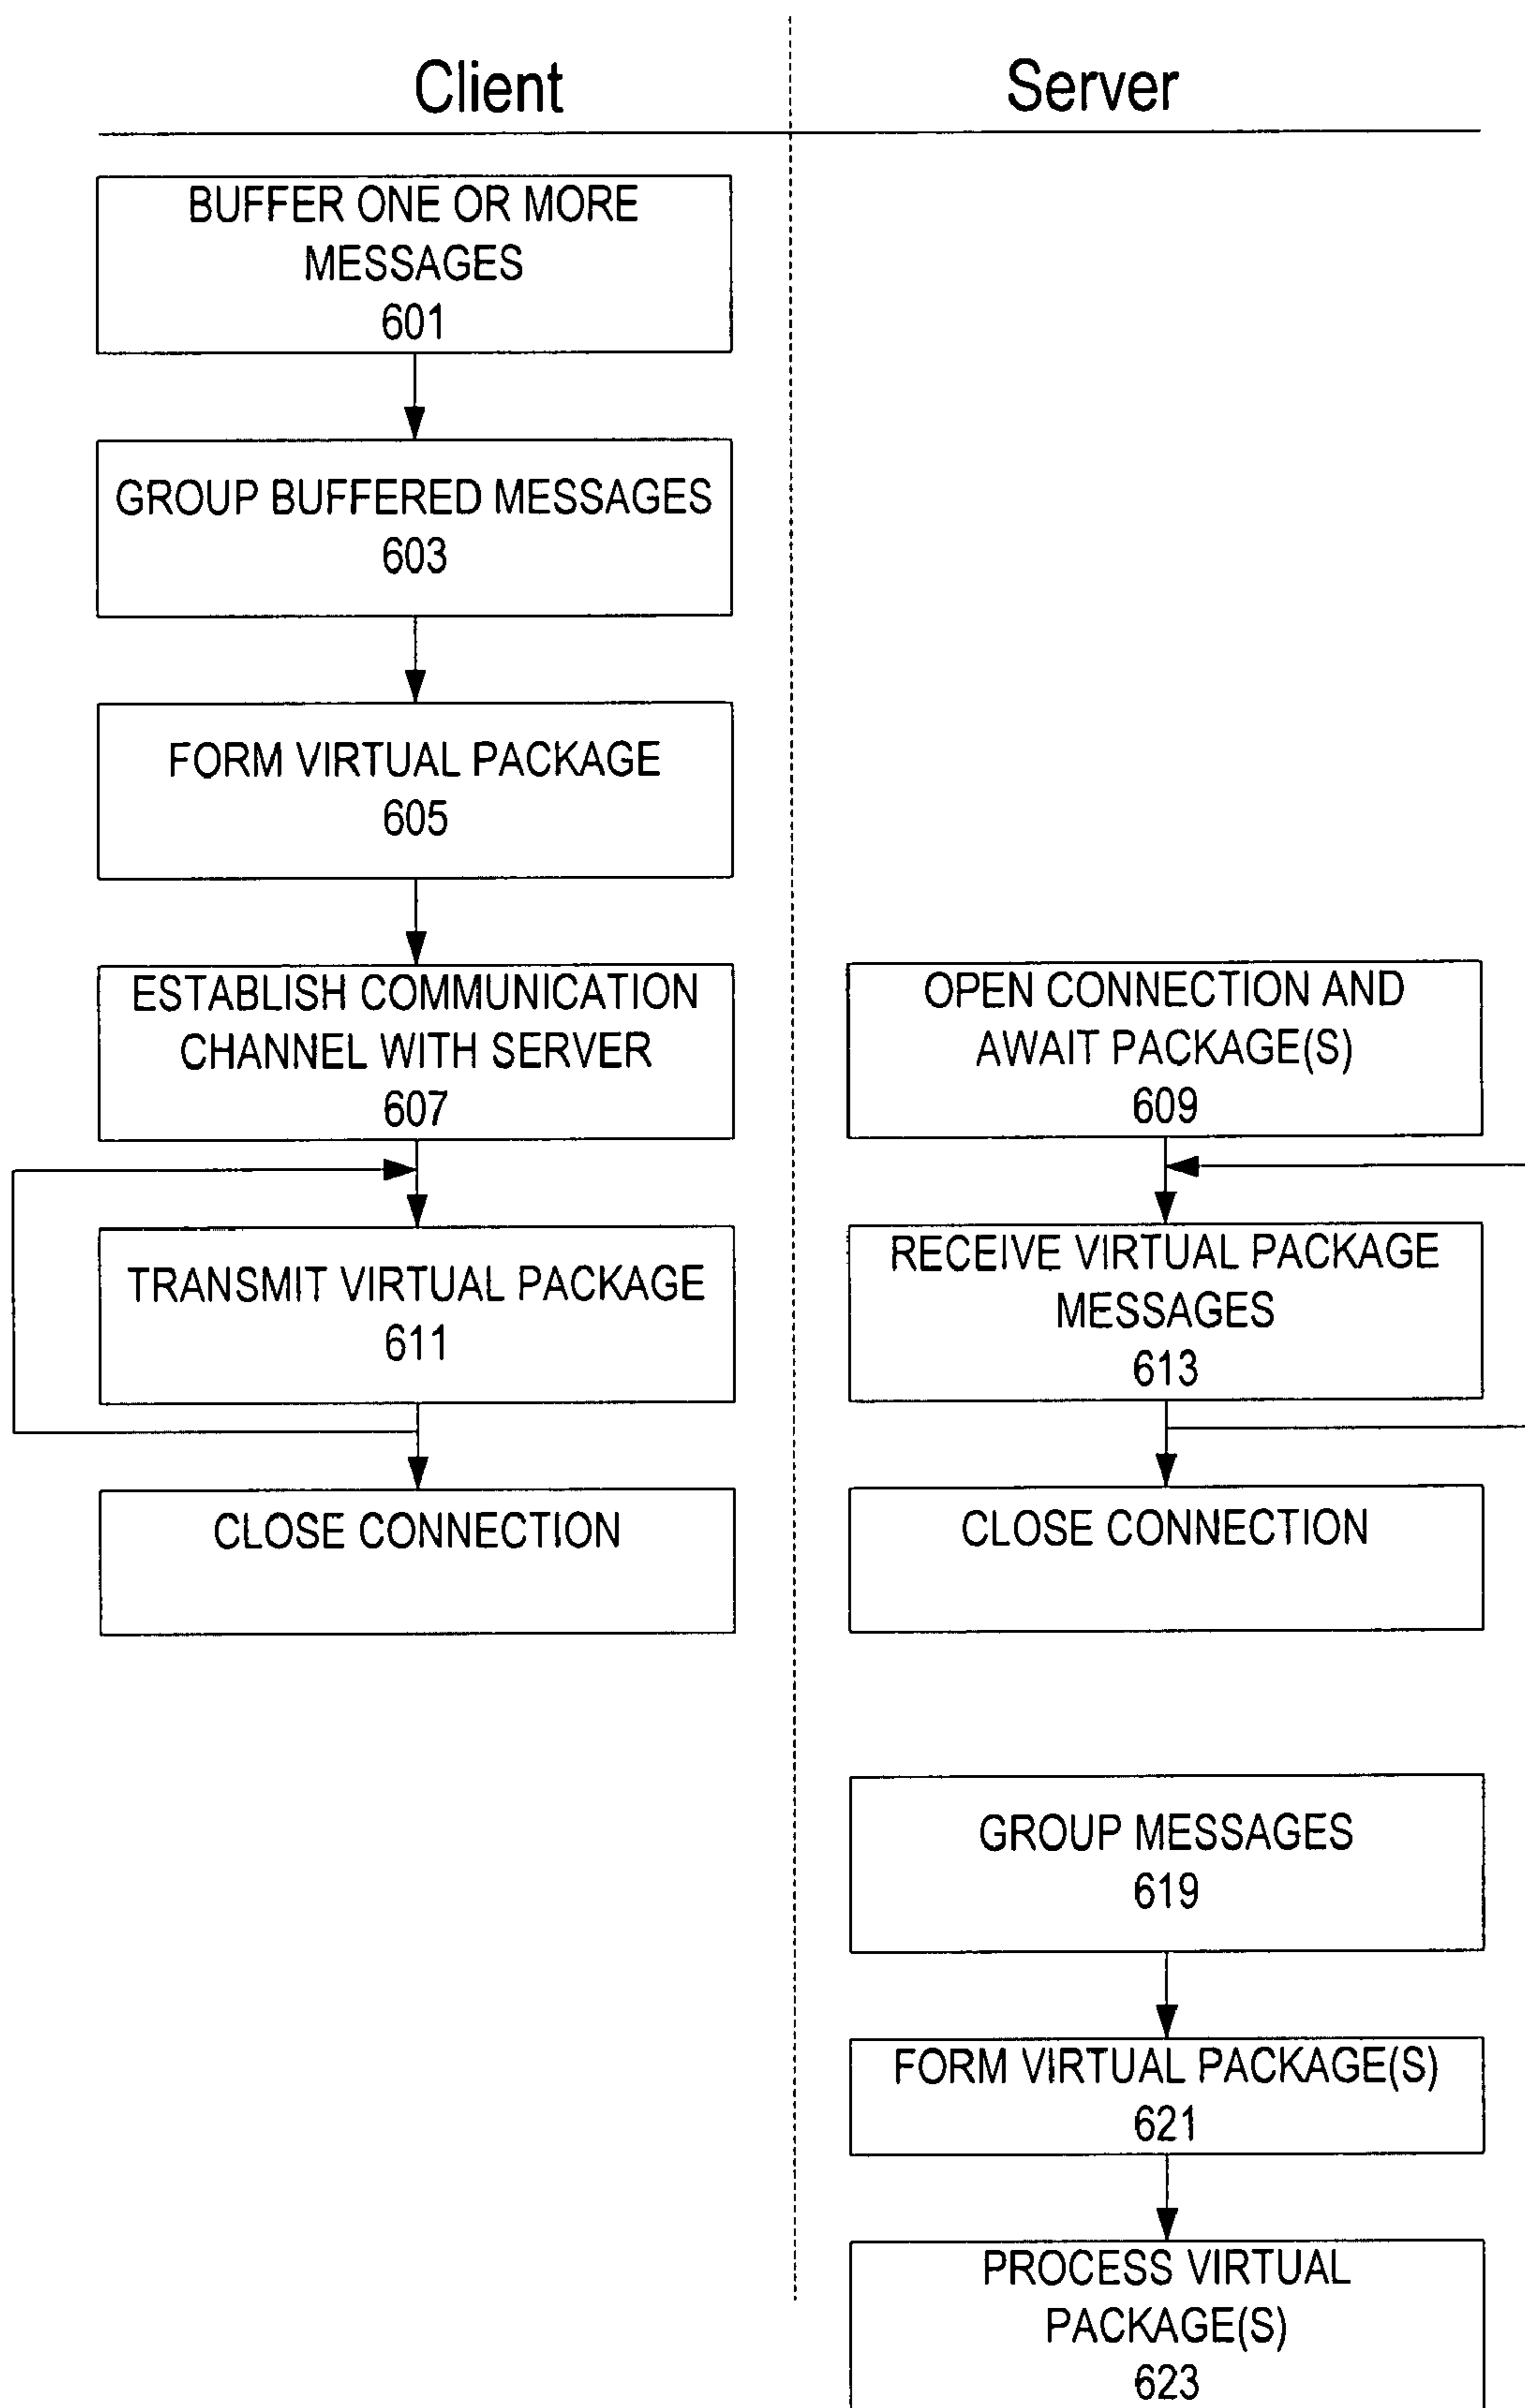 Client
Server
BUFFER ONE OR MORE
MESSAGES
601
GROUP BUFFERED MESSAGES
603
FORM VIRTUAL PACKAGE
605
ESTABLISH COMMUNICATION
CHANNEL WITH SERVER
607
OPEN CONNECTION AND
AWAIT PACKAGE(S)
609
TRANSMIT VIRTUAL PACKAGE
611
RECEIVE VIRTUAL PACKAGE
MESSAGES
613
CLOSE CONNECTION
CLOSE CONNECTION
GROUP MESSAGES
619
FORM VIRTUAL PACKAGE(S)
621
PROCESS VIRTUAL
PACKAGE(S)
623